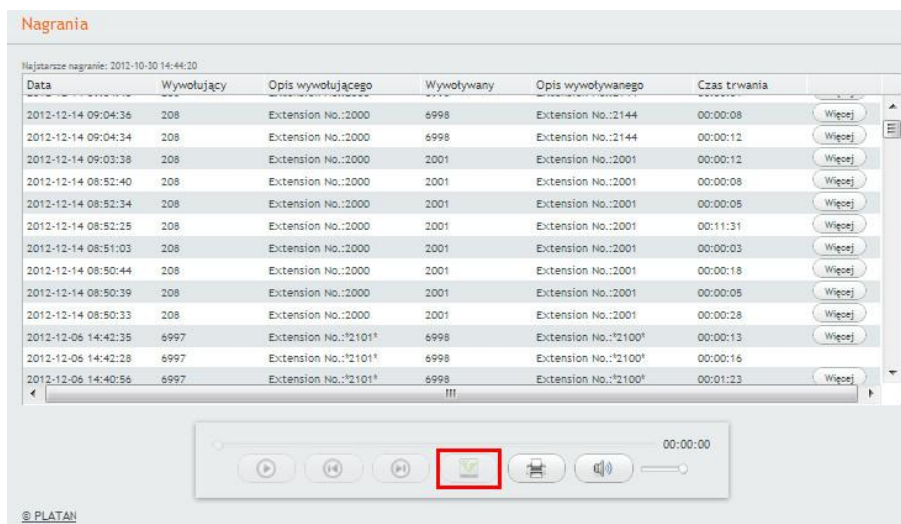 Nagrania
Najstarsze nagranie: 2012-10-30 14:44:20
Data Wywołujący Opis wywołującego Wywoływany Opis wywoływanego Czas trwania
2012-12-14 09:04:36 208 Extension No.:2000 6998 Extension No.:2144 00:00:08 Więcej
2012-12-14 09:04:34 208 Extension No.:2000 6998 Extension No.:2144 00:00:12 Więcej
2012-12-14 09:03:38 208 Extension No.:2000 2001 Extension No.:2001 00:00:12 Więcej
2012-12-14 08:52:40 208 Extension No.:2000 2001 Extension No.:2001 00:00:08 Więcej
2012-12-14 08:52:34 208 Extension No.:2000 2001 Extension No.:2001 00:00:05 Więcej
2012-12-14 08:52:25 208 Extension No.:2000 2001 Extension No.:2001 00:11:31 Więcej
2012-12-14 08:51:03 208 Extension No.:2000 2001 Extension No.:2001 00:00:03 Więcej
2012-12-14 08:50:44 208 Extension No.:2000 2001 Extension No.:2001 00:00:18 Więcej
2012-12-14 08:50:39 208 Extension No.:2000 2001 Extension No.:2001 00:00:05 Więcej
2012-12-14 08:50:33 208 Extension No.:2000 2001 Extension No.:2001 00:00:28 Więcej
2012-12-06 14:42:35 6997 Extension No.:*2101* 6998 Extension No.:*2100* 00:00:13 Więcej
2012-12-06 14:42:28 6997 Extension No.:*2101* 6998 Extension No.:*2100* 00:00:16
2012-12-06 14:40:56 6997 Extension No.:*2101* 6998 Extension No.:*2100* 00:01:23 Więcej
00:00:00
© PLATAN